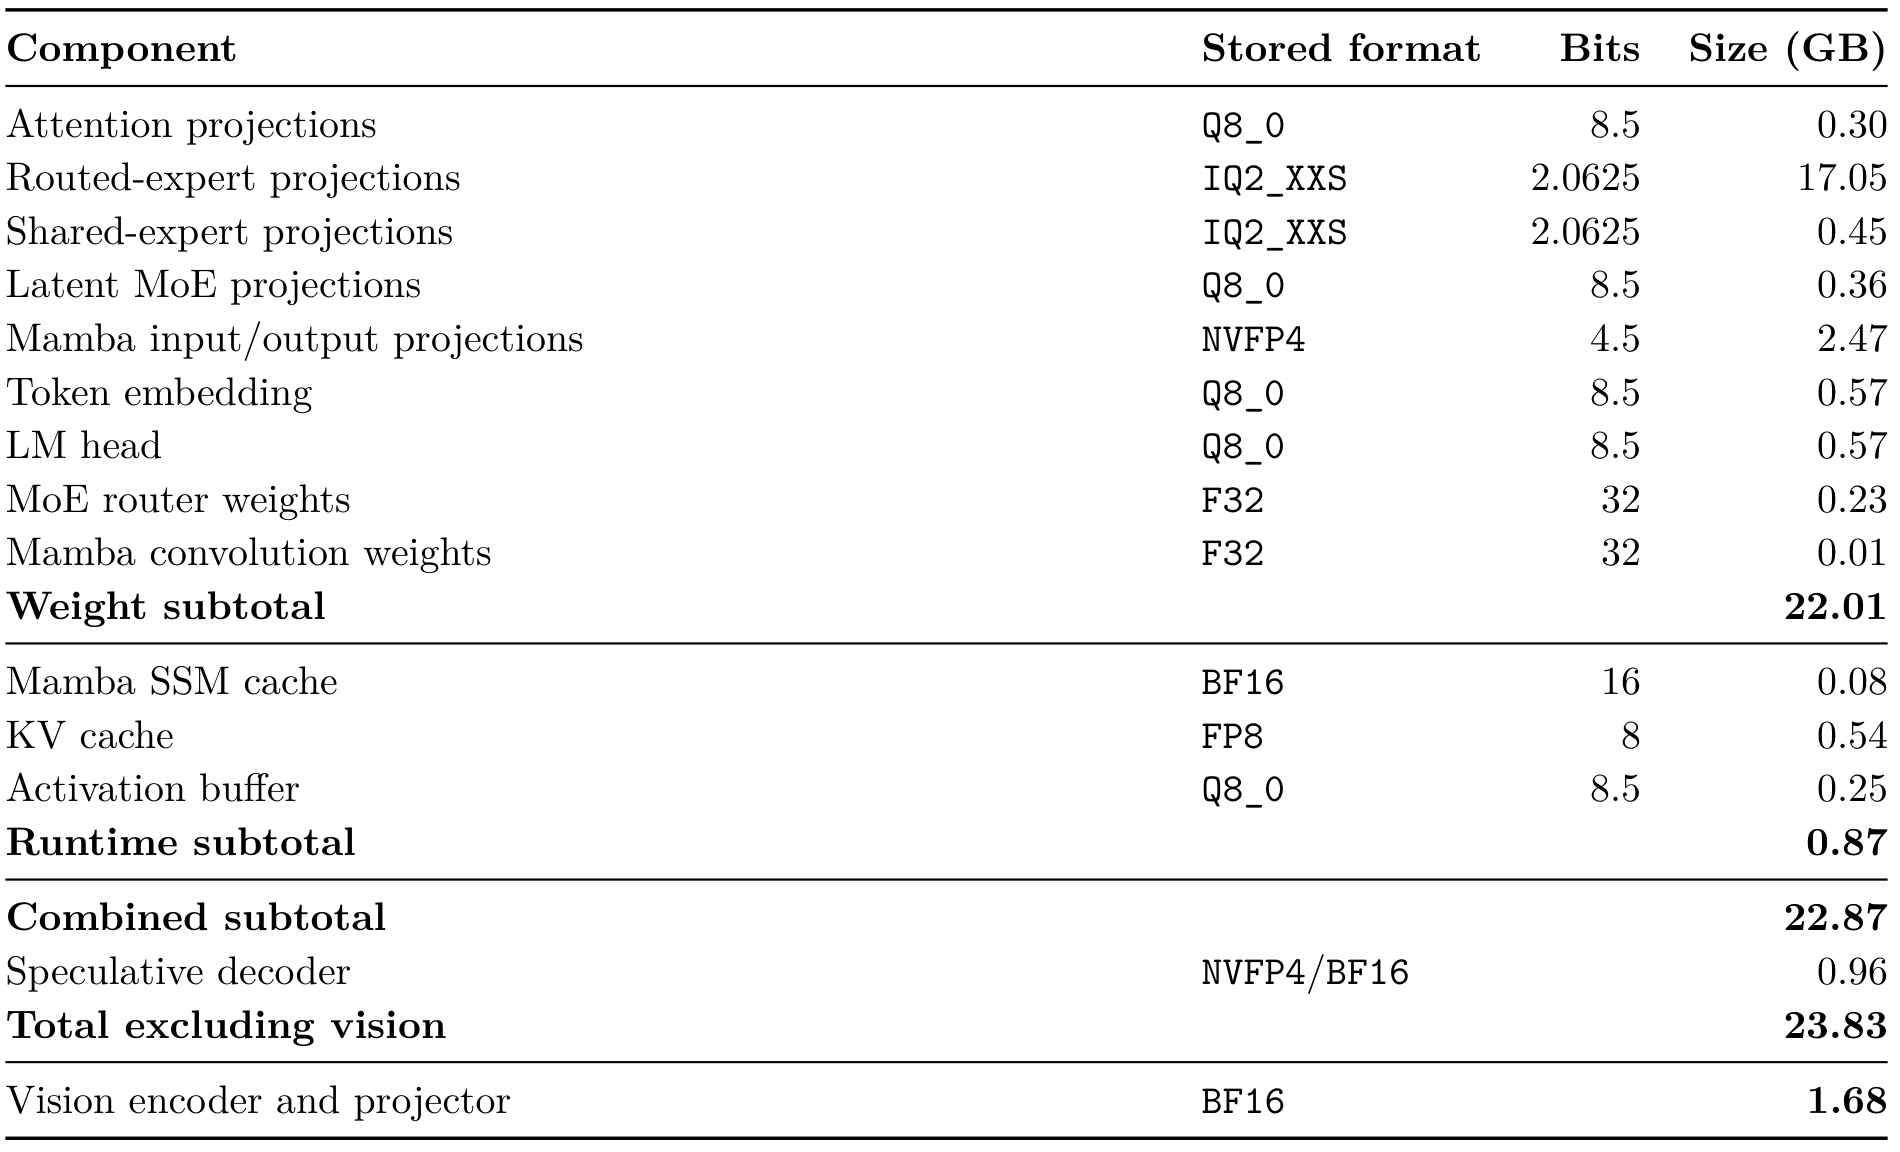 Component Stored format Bits Size (GB)
Attention projections Q8_0 8.5 0.30
Routed-expert projections IQ2_XXS 2.0625 17.05
Shared-expert projections IQ2_XXS 2.0625 0.45
Latent MoE projections Q8_0 8.5 0.36
Mamba input/output projections NVFP4 4.5 2.47
Token embedding Q8_0 8.5 0.57
LM head Q8_0 8.5 0.57
MoE router weights F32 32 0.23
Mamba convolution weights F32 32 0.01
Weight subtotal 22.01
Mamba SSM cache BF16 16 0.08
KV cache FP8 8 0.54
Activation buffer Q8_0 8.5 0.25
Runtime subtotal 0.87
Combined subtotal 22.87
Speculative decoder NVFP4/BF16 0.96
Total excluding vision 23.83
Vision encoder and projector BF16 1.68